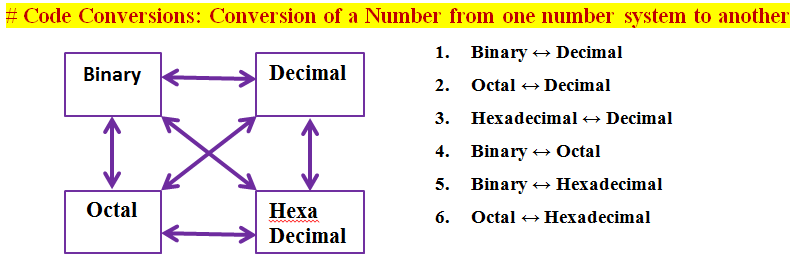 # Code Conversions: Conversion of a Number from one number system to another
Binary
Decimal
Octal
Hexa
Decimal
1. Binary ↔ Decimal
2. Octal ↔ Decimal
3. Hexadecimal ↔ Decimal
4. Binary ↔ Octal
5. Binary ↔ Hexadecimal
6. Octal ↔ Hexadecimal